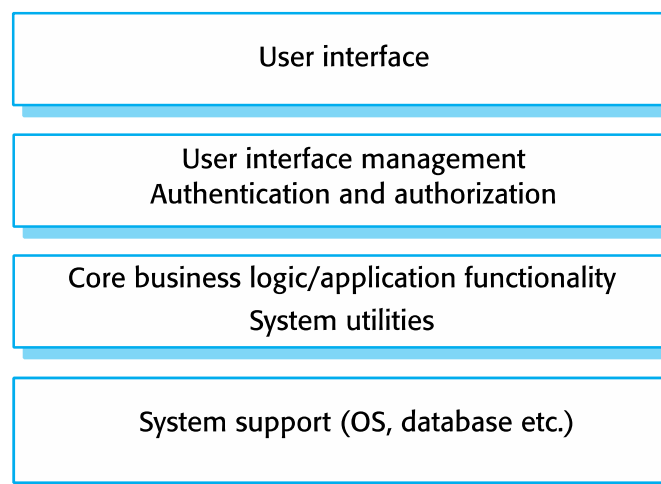 User interface
User interface management
Authentication and authorization
Core business logic/application functionality
System utilities
System support (OS, database etc.)